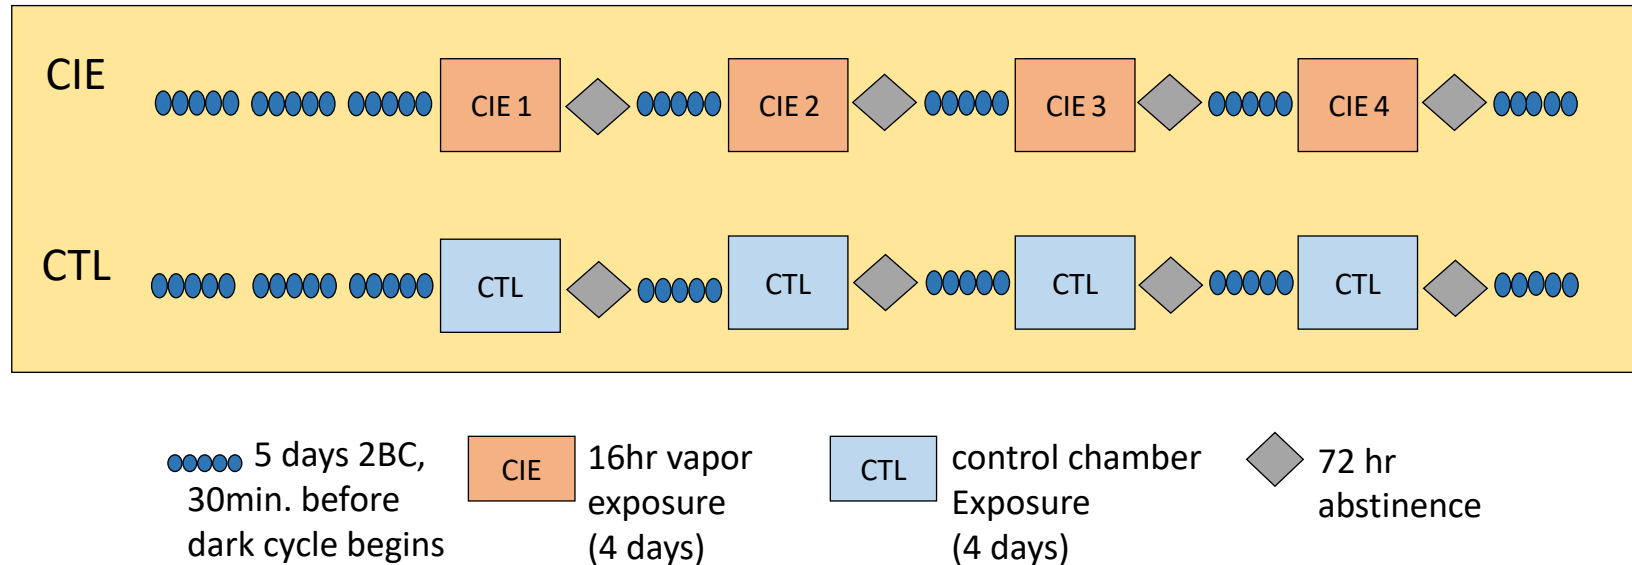 CIE
CIE 1
CIE 2
CIE 3
CIE 4
CTL
CTL
CTL
CTL
CTL
5 days 2BC,
30min. before
dark cycle begins
CIE
16hr vapor
exposure
(4 days)
CTL
control chamber
Exposure
(4 days)
72 hr
abstinence